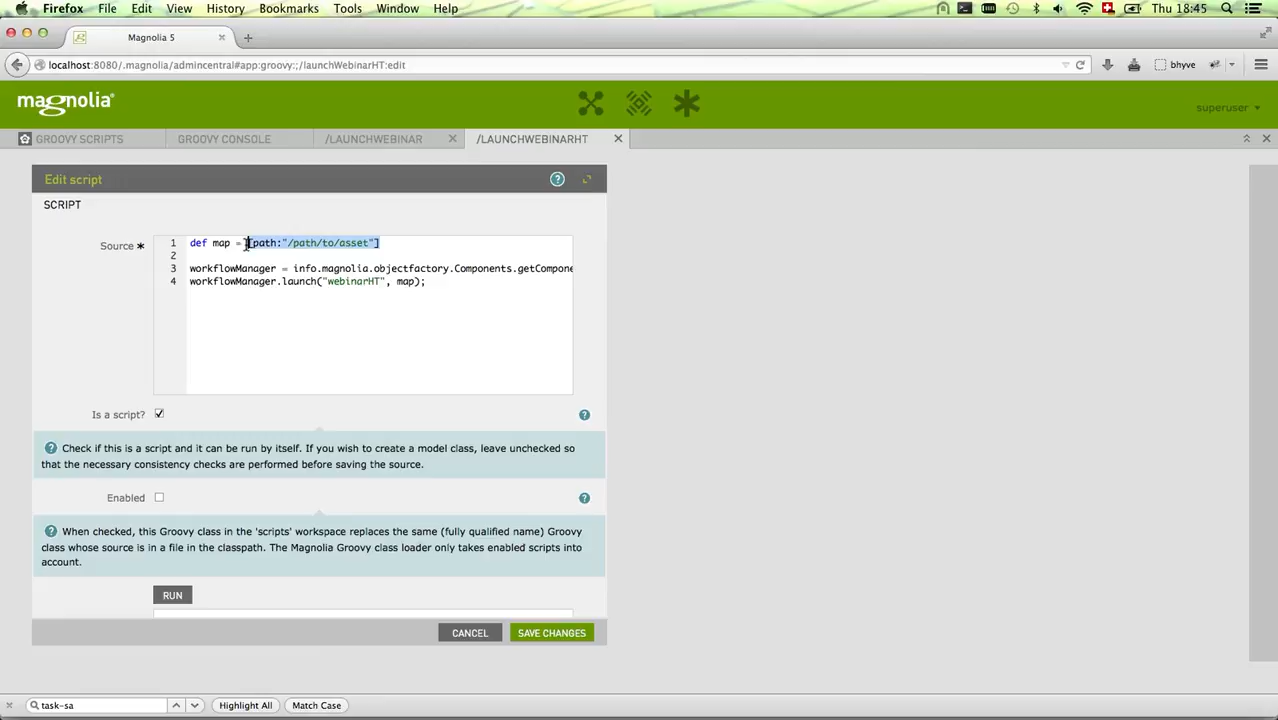 Firefox File Edit View History Bookmarks Tools Window Help Thu 18:45
Magnolia 5
localhost:8080/.magnolia/admincentral#app:groovy:;/launchWebinarHT:edit
bhyve
magnolia
superuser
GROOVY SCRIPTS GROOVY CONSOLE /LAUNCHWEBINAR /LAUNCHWEBINARHT
Edit script
SCRIPT
Source
1 def map = [path:"/path/to/asset"]
2
3 workflowManager = info.magnolia.objectfactory.Components.getCompone
4 workflowManager.launch("webinarHT", map);
Is a script?
Check if this is a script and it can be run by itself. If you wish to create a model class, leave unchecked so
that the necessary consistency checks are performed before saving the source.
Enabled
When checked, this Groovy class in the 'scripts' workspace replaces the same (fully qualified name) Groovy
class whose source is in a file in the classpath. The Magnolia Groovy class loader only takes enabled scripts into
account.
RUN
CANCEL SAVE CHANGES
task-sa Highlight All Match Case